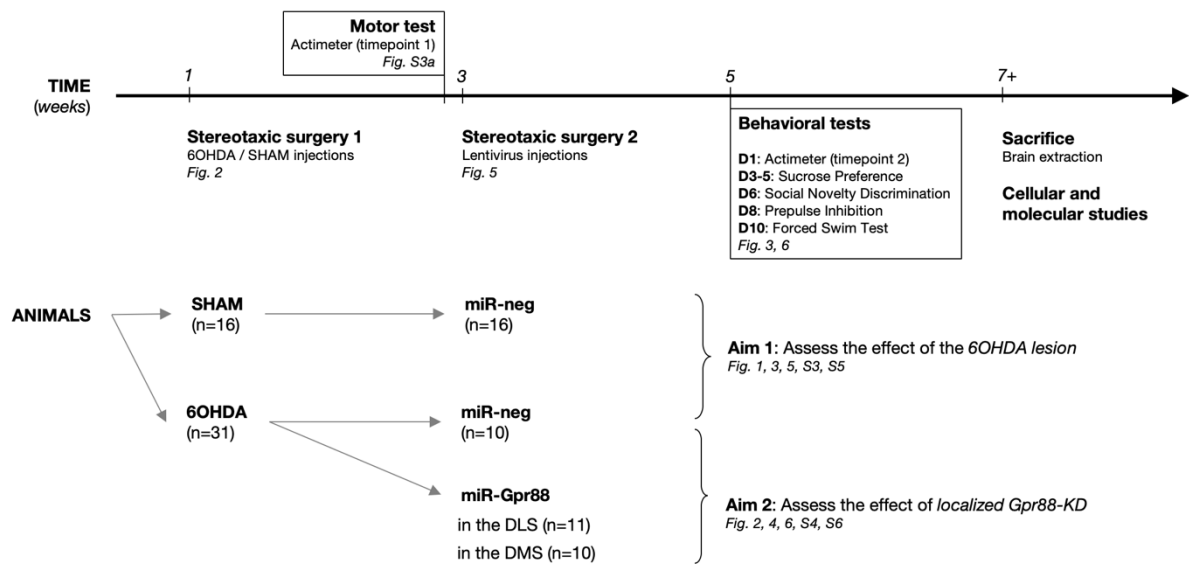 Motor test
Actimeter (timepoint 1)
Fig. S3a
TIME
(weeks)
1
3
5
7+
Stereotaxic surgery 1
6OHDA / SHAM injections
Fig. 2
Stereotaxic surgery 2
Lentivirus injections
Fig. 5
Behavioral tests
D1: Actimeter (timepoint 2)
D3-5: Sucrose Preference
D6: Social Novelty Discrimination
D8: Prepulse Inhibition
D10: Forced Swim Test
Fig. 3, 6
Sacrifice
Brain extraction
Cellular and
molecular studies
ANIMALS
SHAM
(n=16)
miR-neg
(n=16)
6OHDA
(n=31)
miR-neg
(n=10)
miR-Gpr88
in the DLS (n=11)
in the DMS (n=10)
Aim 1: Assess the effect of the 6OHDA lesion
Fig. 1, 3, 5, S3, S5
Aim 2: Assess the effect of localized Gpr88-KD
Fig. 2, 4, 6, S4, S6